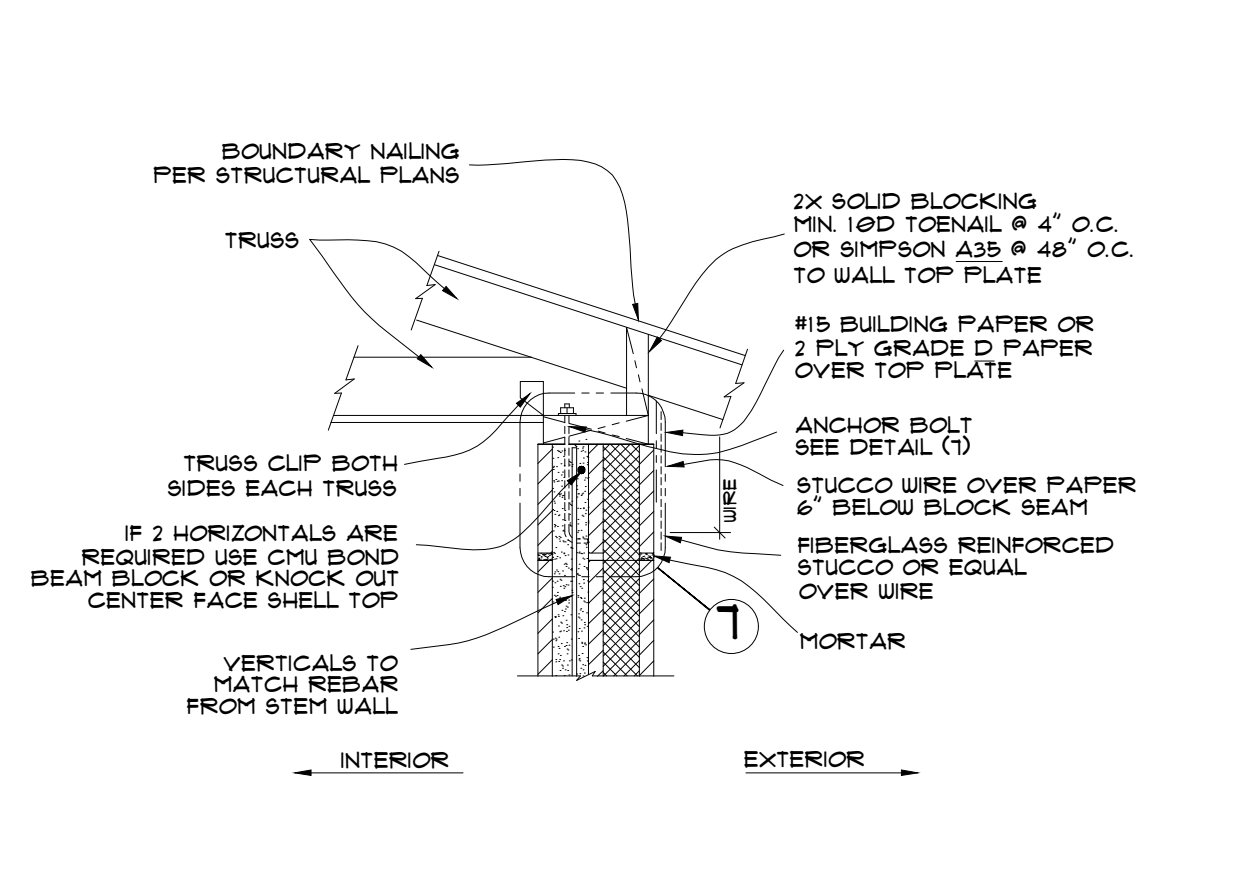 BOUNDARY NAILING
PER STRUCTURAL PLANS
TRUSS
2X SOLID BLOCKING
MIN. 10D TOENAIL @ 4" O.C.
OR SIMPSON A35 @ 48" O.C.
TO WALL TOP PLATE
#15 BUILDING PAPER OR
2 PLY GRADE D PAPER
OVER TOP PLATE
ANCHOR BOLT
SEE DETAIL (7)
TRUSS CLIP BOTH
SIDES EACH TRUSS
STUCCO WIRE OVER PAPER
6" BELOW BLOCK SEAM
WIRE
IF 2 HORIZONTALS ARE
REQUIRED USE CMU BOND
BEAM BLOCK OR KNOCK OUT
CENTER FACE SHELL TOP
FIBERGLASS REINFORCED
STUCCO OR EQUAL
OVER WIRE
7
MORTAR
VERTICALS TO
MATCH REBAR
FROM STEM WALL
INTERIOR
EXTERIOR